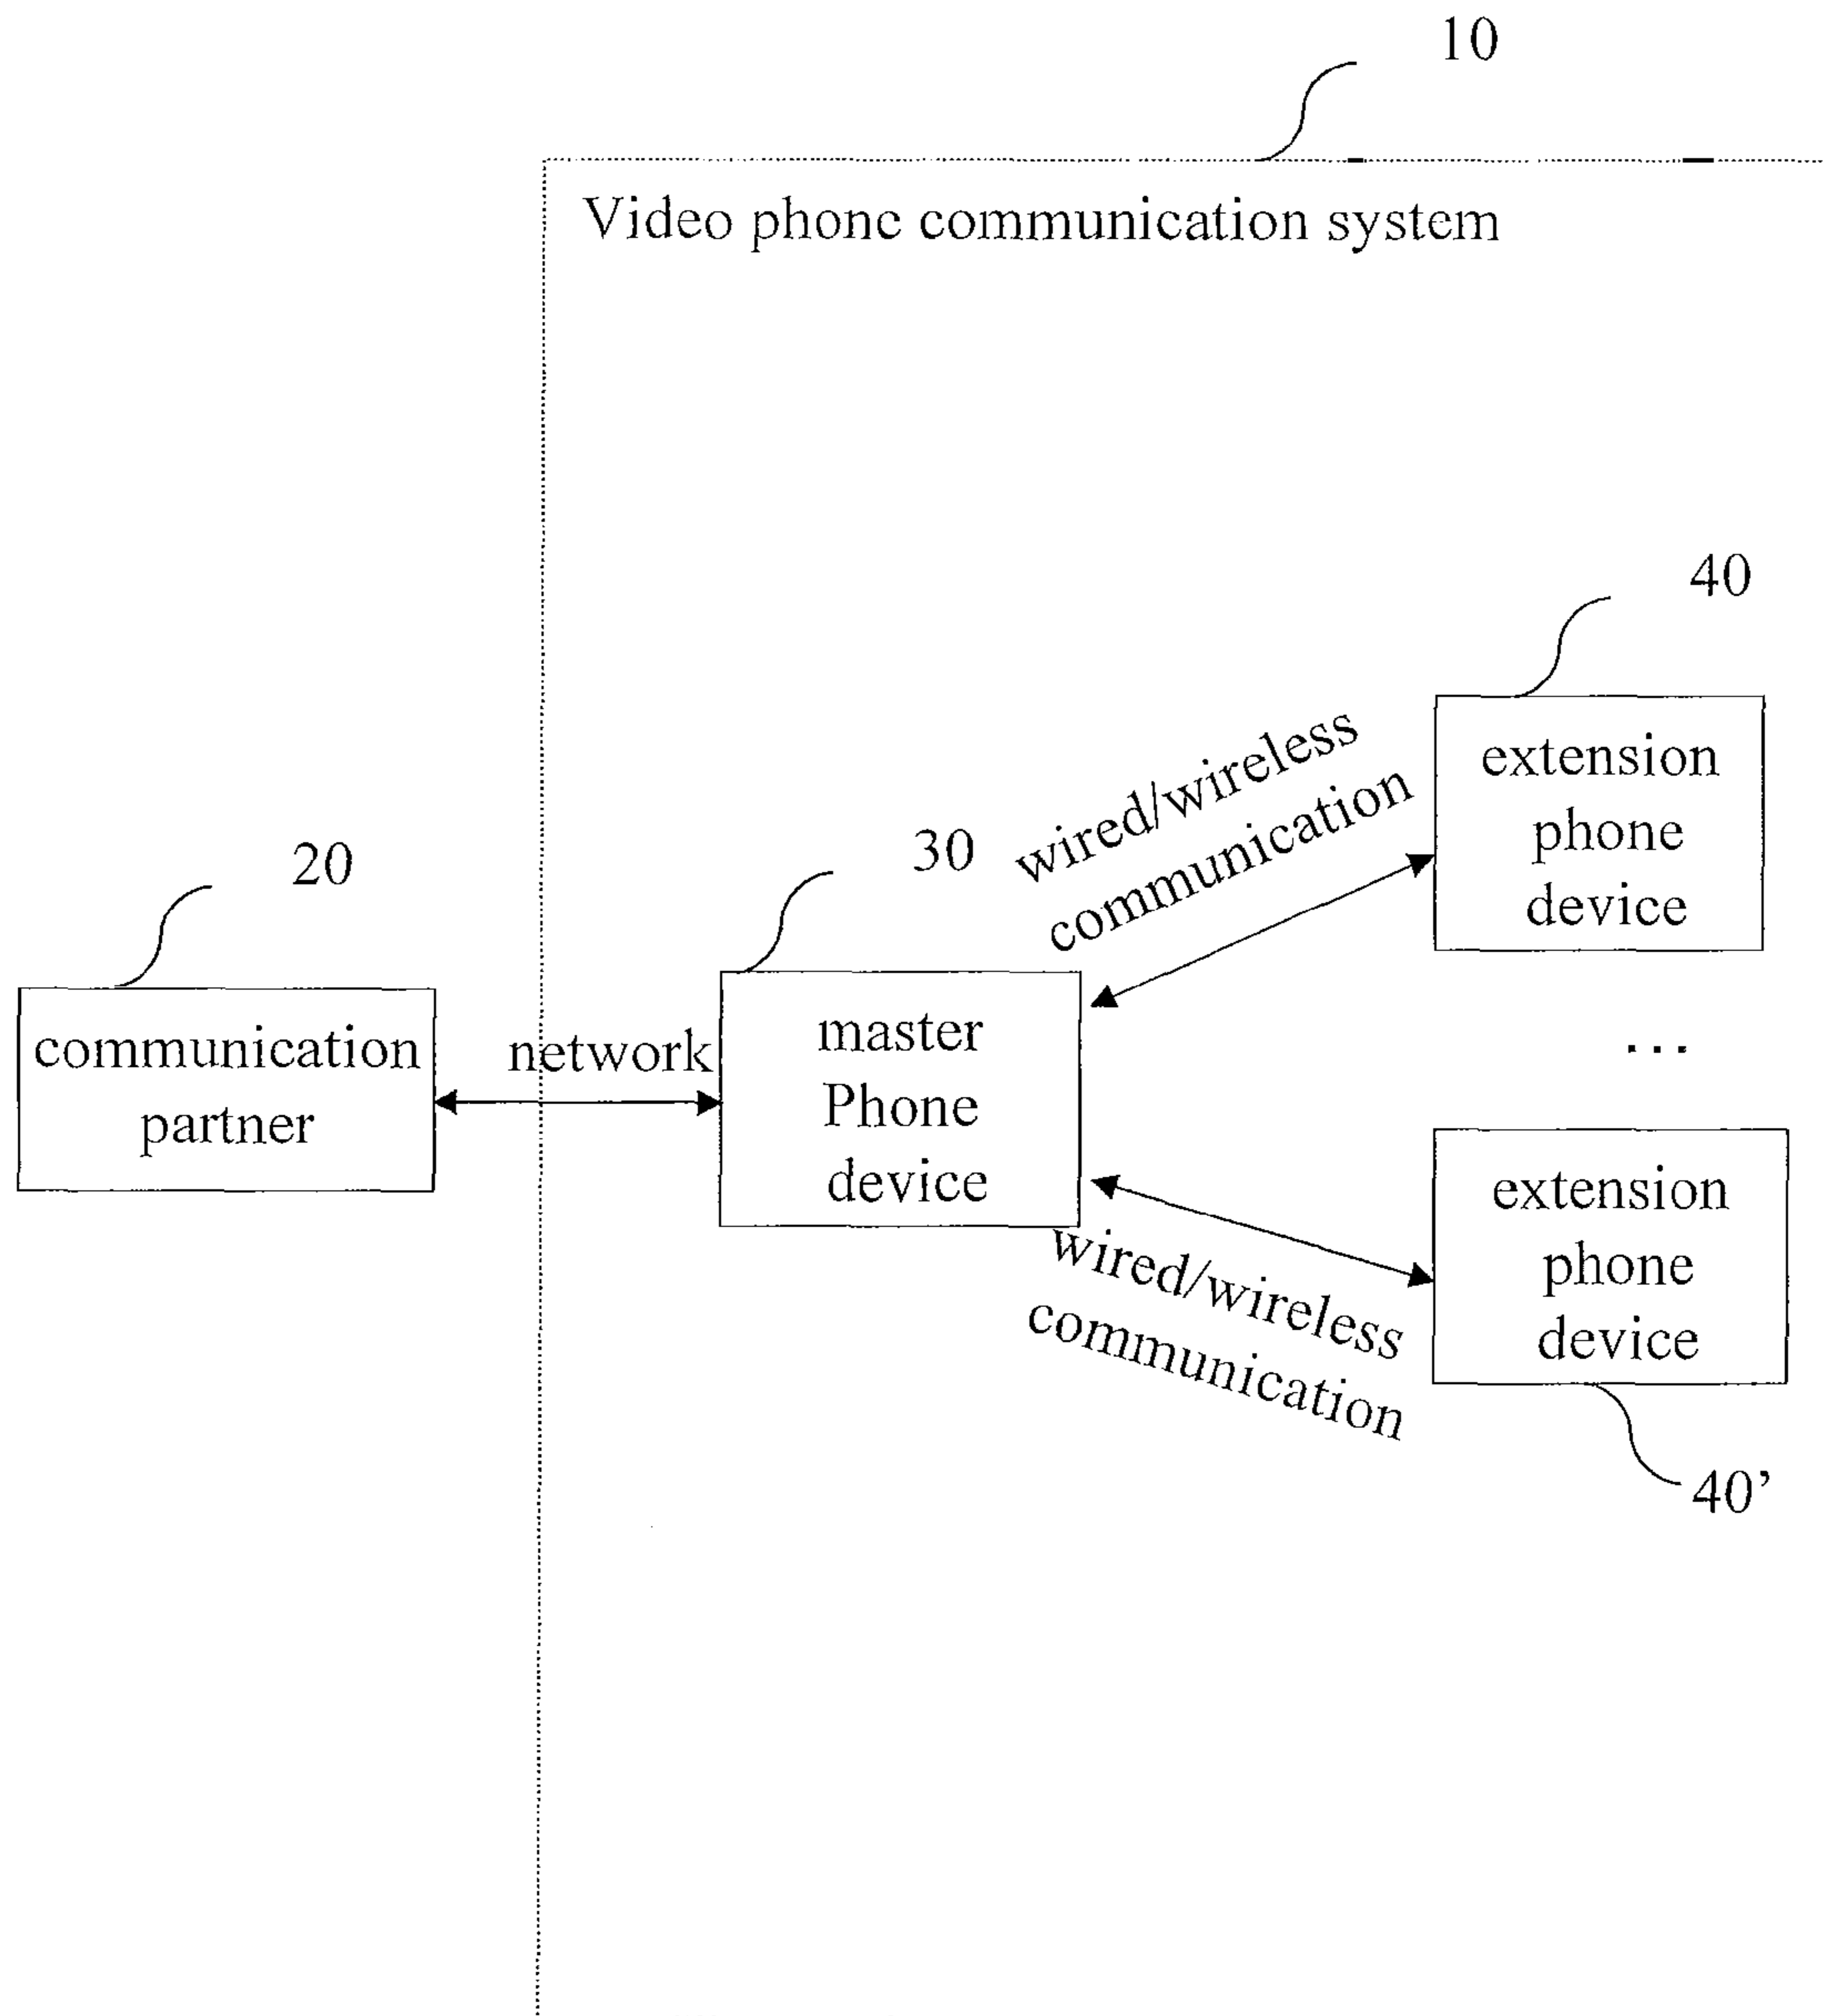 10
Video phone communication system
40
extension
phone
device
wired/wireless
communication
30
20
master
Phone
device
network
communication
partner
...
extension
phone
device
wired/wireless
communication
40’